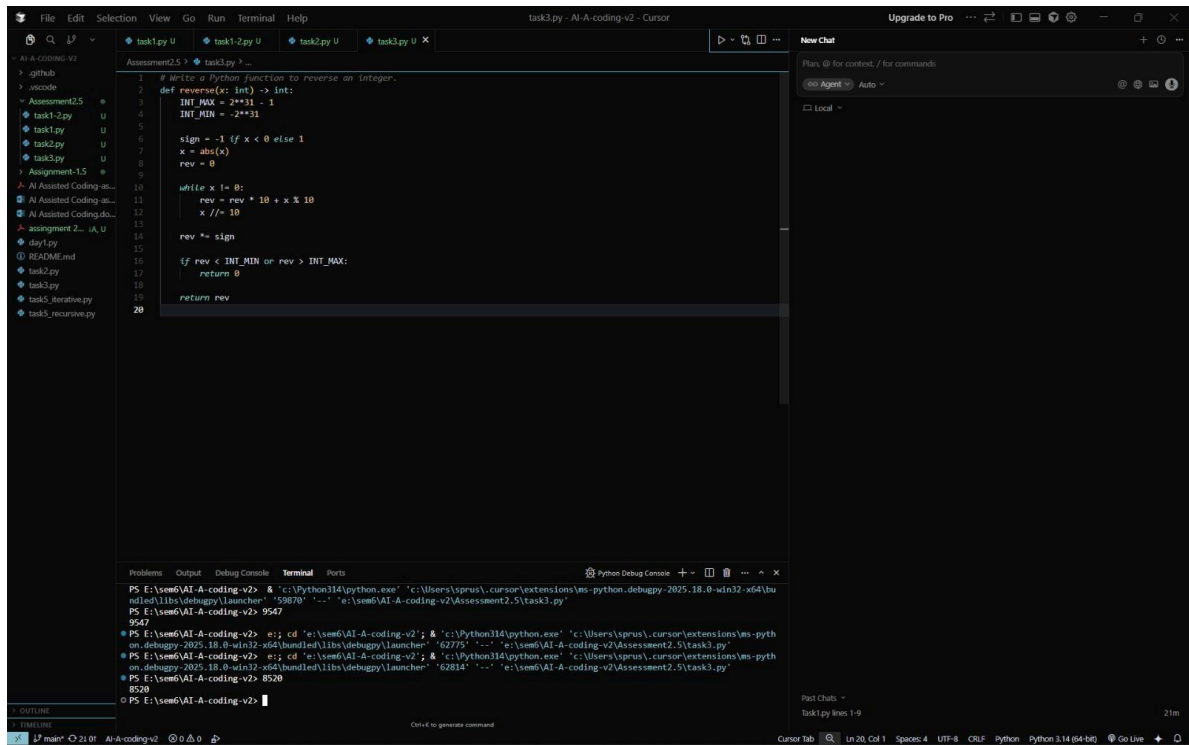 File Edit Selection View Go Run Terminal Help
task3.py - AI-A-coding-v2 - Cursor
Upgrade to Pro
AI-A-CODING-V2
.github
.vscode
Assessment2.5
task1-2.py U
task1.py U
task2.py U
task3.py U
Assignment-1.5
AI Assisted Coding-as...
AI Assisted Coding-as...
AI Assisted Coding.do...
assingment 2... ↓A, U
day1.py
README.md
task2.py
task3.py
task5_iterative.py
task5_recursive.py
OUTLINE
TIMELINE
task1.py U task1-2.py U task2.py U task3.py U
Assessment2.5 > task3.py > ...
1 # Write a Python function to reverse an integer.
2 def reverse(x: int) -> int:
3 INT_MAX = 2**31 - 1
4 INT_MIN = -2**31
5
6 sign = -1 if x < 0 else 1
7 x = abs(x)
8 rev = 0
9
10 while x != 0:
11 rev = rev * 10 + x % 10
12 x //= 10
13
14 rev *= sign
15
16 if rev < INT_MIN or rev > INT_MAX:
17 return 0
18
19 return rev
20
Problems Output Debug Console Terminal Ports
Python Debug Console
PS E:\sem6\AI-A-coding-v2> & 'c:\Python314\python.exe' 'c:\Users\sprus\.cursor\extensions\ms-python.debugpy-2025.18.0-win32-x64\bu
ndled\libs\debugpy\launcher' '59870' '--' 'e:\sem6\AI-A-coding-v2\Assessment2.5\task3.py'
PS E:\sem6\AI-A-coding-v2> 9547
9547
PS E:\sem6\AI-A-coding-v2> e:; cd 'e:\sem6\AI-A-coding-v2'; & 'c:\Python314\python.exe' 'c:\Users\sprus\.cursor\extensions\ms-pyth
on.debugpy-2025.18.0-win32-x64\bundled\libs\debugpy\launcher' '62775' '--' 'e:\sem6\AI-A-coding-v2\Assessment2.5\task3.py'
PS E:\sem6\AI-A-coding-v2> e:; cd 'e:\sem6\AI-A-coding-v2'; & 'c:\Python314\python.exe' 'c:\Users\sprus\.cursor\extensions\ms-pyth
on.debugpy-2025.18.0-win32-x64\bundled\libs\debugpy\launcher' '62814' '--' 'e:\sem6\AI-A-coding-v2\Assessment2.5\task3.py'
PS E:\sem6\AI-A-coding-v2> 8520
8520
PS E:\sem6\AI-A-coding-v2>
Ctrl+K to generate command
New Chat
Plan, @ for context, / for commands
Agent Auto
Local
Past Chats
Task1.py lines 1-9 21m
main* 2↓ 0↑ AI-A-coding-v2 0 0
Cursor Tab Ln 20, Col 1 Spaces: 4 UTF-8 CRLF Python Python 3.14 (64-bit) Go Live